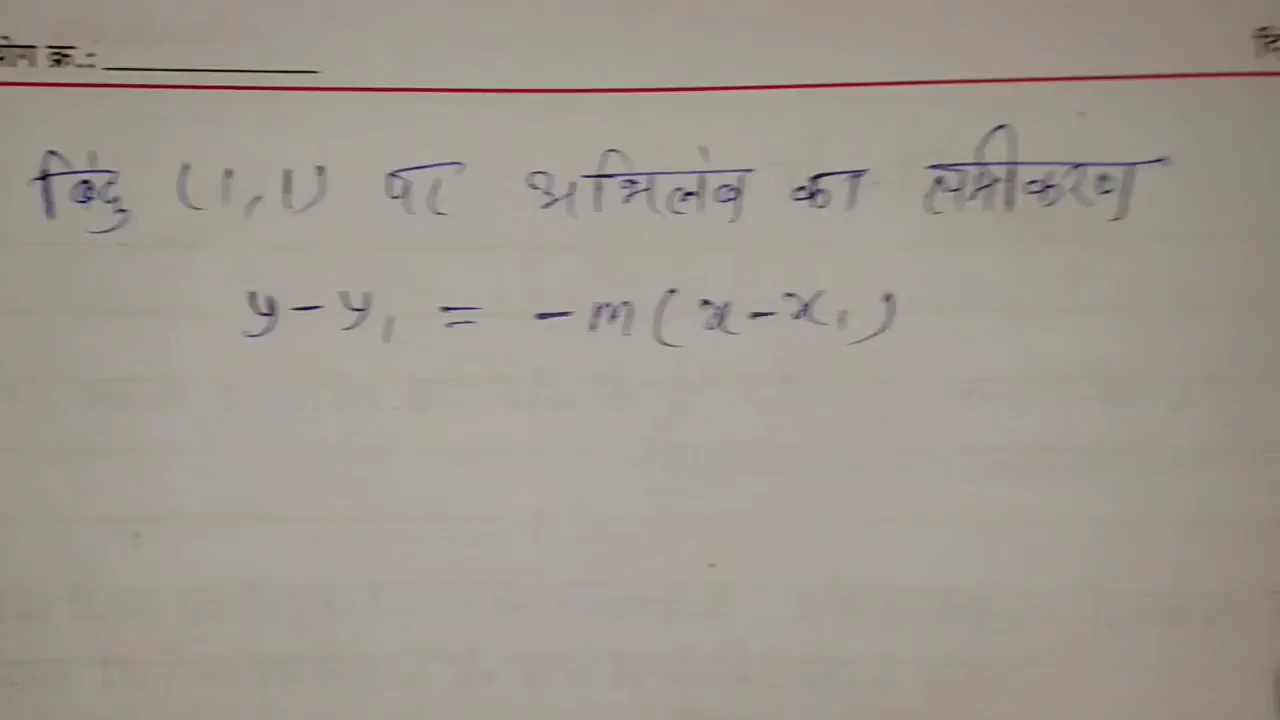 बिंदु (1,1) पर अभिलंब का समीकरण
y-y₁ = -m(x-x₁)